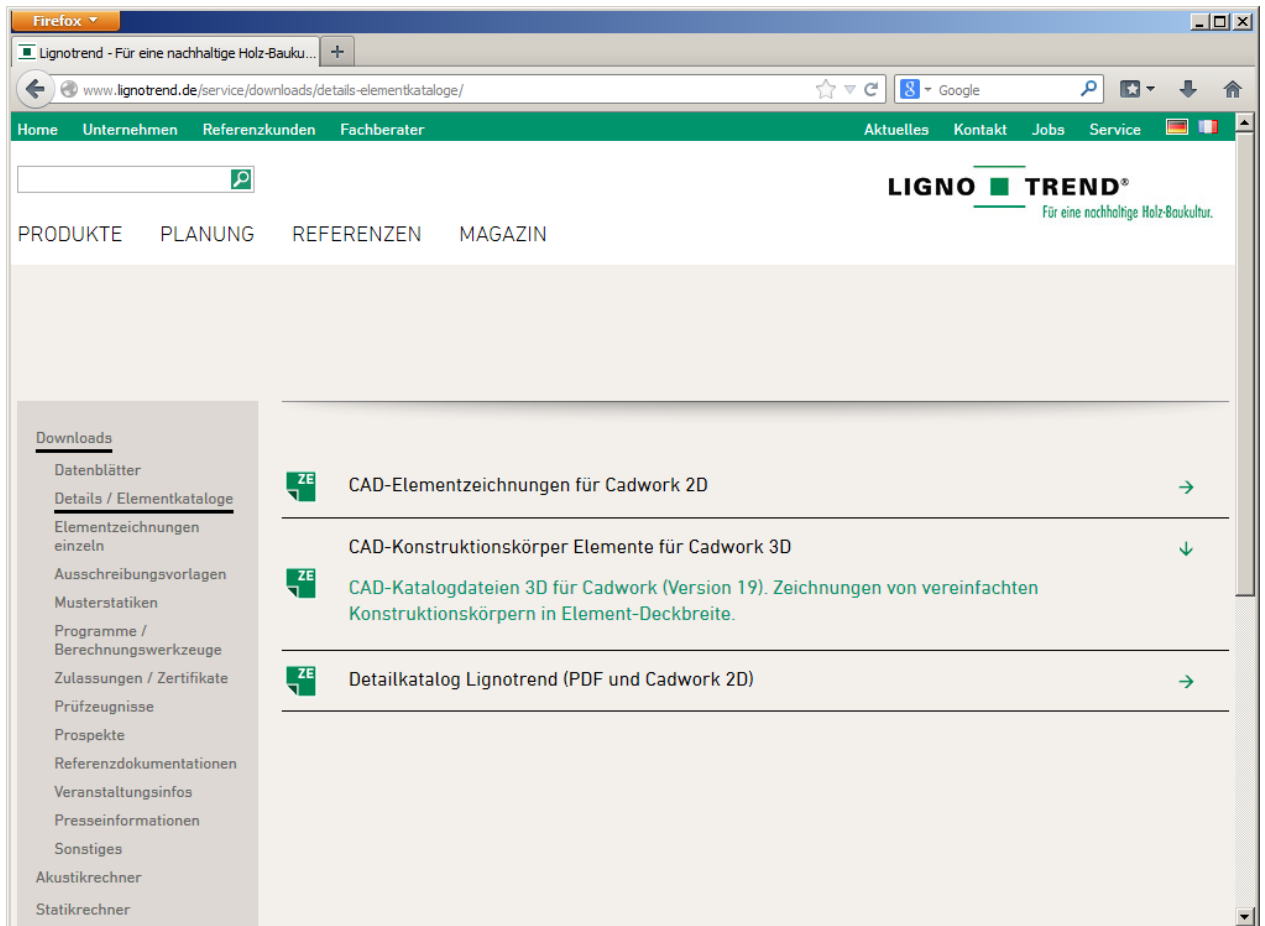 Firefox
Lignotrend - Für eine nachhaltige Holz-Bauku...
www.lignotrend.de/service/downloads/details-elementkataloge/
8 Google
Home Unternehmen Referenzkunden Fachberater Aktuelles Kontakt Jobs Service
LIGNO TREND®
Für eine nachhaltige Holz-Baukultur.
PRODUKTE PLANUNG REFERENZEN MAGAZIN
Downloads
Datenblätter
Details / Elementkataloge
Elementzeichnungen
einzeln
Ausschreibungsvorlagen
Musterstatiken
Programme /
Berechnungswerkzeuge
Zulassungen / Zertifikate
Prüfzeugnisse
Prospekte
Referenzdokumentationen
Veranstaltungsinfos
Presseinformationen
Sonstiges
Akustikrechner
Statikrechner
ZE CAD-Elementzeichnungen für Cadwork 2D
CAD-Konstruktionskörper Elemente für Cadwork 3D
ZE
CAD-Katalogdateien 3D für Cadwork (Version 19). Zeichnungen von vereinfachten
Konstruktionskörpern in Element-Deckbreite.
ZE Detailkatalog Lignotrend (PDF und Cadwork 2D)